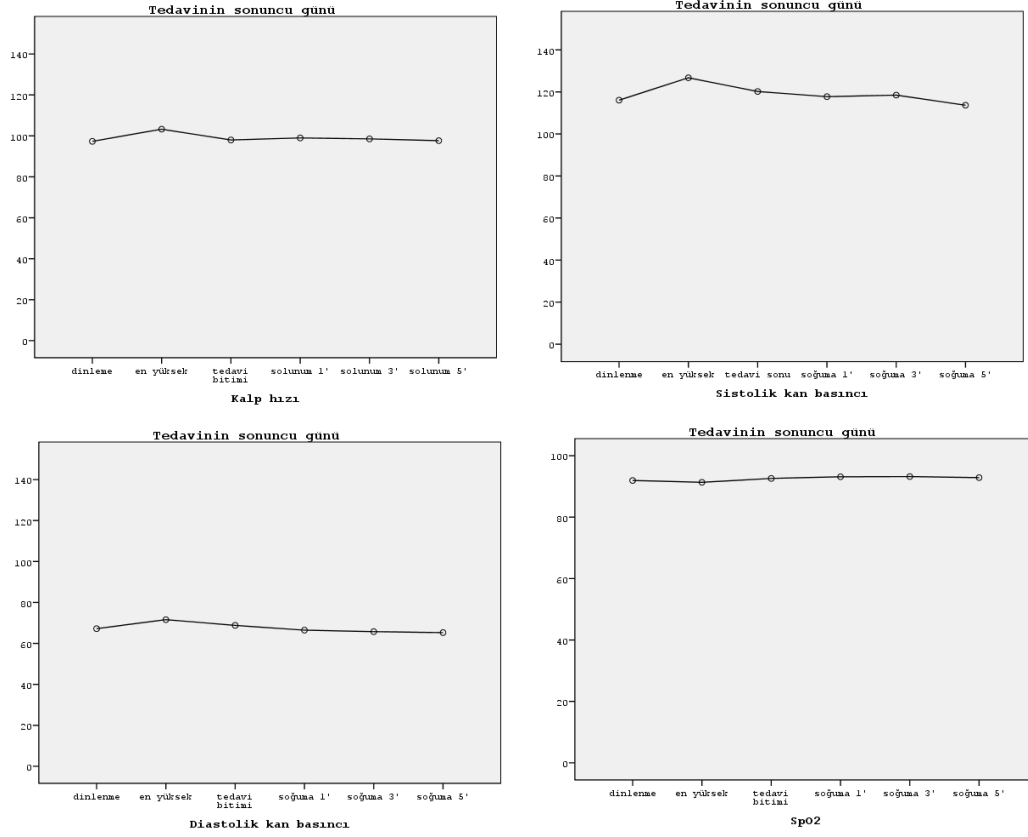 Tedavinin sonuncu günü
140
120
100
80
60
40
20
0
dinleme en yüksek tedavi bitimi solunum 1' solunum 3' solunum 5'
Kalp hızı
Tedavinin sonuncu günü
140
120
100
80
60
40
20
0
dinlenme en yüksek tedavi sonu soğuma 1' soğuma 3' soğuma 5'
Sistolik kan basıncı
Tedavinin sonuncu günü
140
120
100
80
60
40
20
0
dinlenme en yüksek tedavi bitimi soğuma 1' soğuma 3' soğuma 5'
Diastolik kan basıncı
Tedavinin sonuncu günü
100
80
60
40
20
0
dinlenme en yüksek tedavi bitimi soğuma 1' soğuma 3' soğuma 5'
SpO2